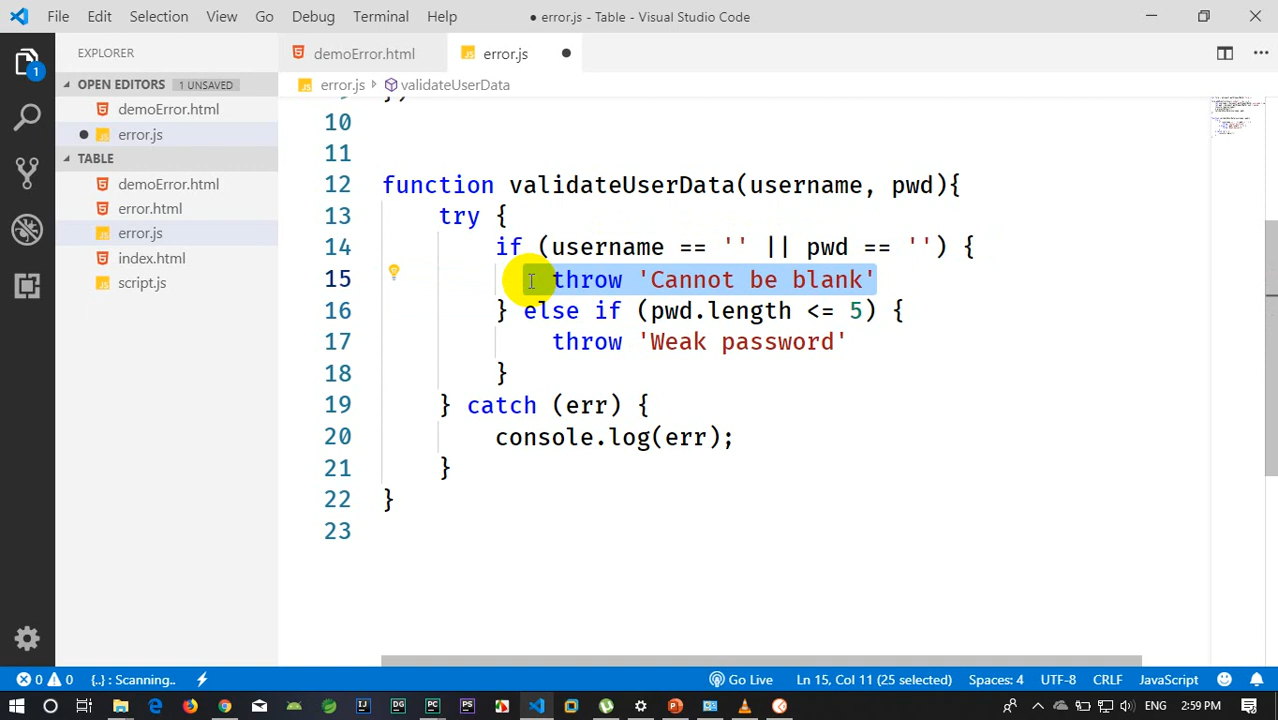 File Edit Selection View Go Debug Terminal Help
● error.js - Table - Visual Studio Code
EXPLORER
OPEN EDITORS 1 UNSAVED
demoError.html
error.js
TABLE
demoError.html
error.html
error.js
index.html
script.js
1
demoError.html
error.js
error.js
validateUserData
10
11
12 function validateUserData(username, pwd){
13 try {
14 if (username == '' || pwd == '') {
15 throw 'Cannot be blank'
16 } else if (pwd.length <= 5) {
17 throw 'Weak password'
18 }
19 } catch (err) {
20 console.log(err);
21 }
22 }
23
0 0 {..} : Scanning.. Go Live Ln 15, Col 11 (25 selected) Spaces: 4 UTF-8 CRLF JavaScript
IJ DG PC PS 2:59 PM